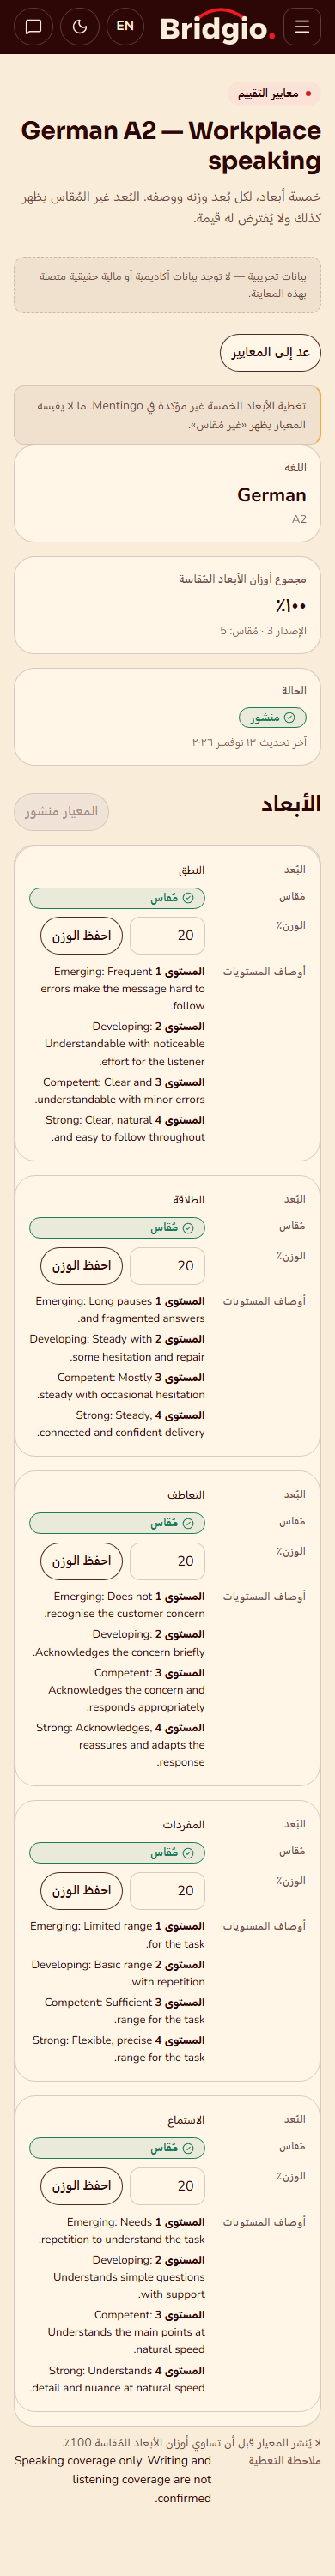 EN
Bridgio.
معايير التقييم
German A2 — Workplace
speaking
خمسة أبعاد، لكل بُعد وزنه ووصفه. البُعد غير المُقاس يظهر
كذلك ولا يُفترض له قيمة.
بيانات تجريبية — لا توجد بيانات أكاديمية أو مالية حقيقية متصلة
بهذه المعاينة.
عد إلى المعايير
تغطية الأبعاد الخمسة غير مؤكدة في Mentingo. ما لا يقيسه
المعيار يظهر «غير مُقاس».
اللغة
German
A2
مجموع أوزان الأبعاد المُقاسة
١٠٠٪
الإصدار 3 · مُقاس: 5
الحالة
منشور
آخر تحديث ١٣ نوفمبر ٢٠٢٦
الأبعاد
المعيار منشور
البُعد
النطق
مُقاس
مُقاس
الوزن٪
20
احفظ الوزن
أوصاف المستويات
المستوى 1 Emerging: Frequent
errors make the message hard to
follow.
المستوى 2 Developing:
Understandable with noticeable
effort for the listener.
المستوى 3 Competent: Clear and
understandable with minor errors.
المستوى 4 Strong: Clear, natural
and easy to follow throughout.
البُعد
الطلاقة
مُقاس
مُقاس
الوزن٪
20
احفظ الوزن
أوصاف المستويات
المستوى 1 Emerging: Long pauses
and fragmented answers.
المستوى 2 Developing: Steady with
some hesitation and repair.
المستوى 3 Competent: Mostly
steady with occasional hesitation.
المستوى 4 Strong: Steady,
connected and confident delivery.
البُعد
التعاطف
مُقاس
مُقاس
الوزن٪
20
احفظ الوزن
أوصاف المستويات
المستوى 1 Emerging: Does not
recognise the customer concern.
المستوى 2 Developing:
Acknowledges the concern briefly.
المستوى 3 Competent:
Acknowledges the concern and
responds appropriately.
المستوى 4 Strong: Acknowledges,
reassures and adapts the
response.
البُعد
المفردات
مُقاس
مُقاس
الوزن٪
20
احفظ الوزن
أوصاف المستويات
المستوى 1 Emerging: Limited range
for the task.
المستوى 2 Developing: Basic range
with repetition.
المستوى 3 Competent: Sufficient
range for the task.
المستوى 4 Strong: Flexible, precise
range for the task.
البُعد
الاستماع
مُقاس
مُقاس
الوزن٪
20
احفظ الوزن
أوصاف المستويات
المستوى 1 Emerging: Needs
repetition to understand the task.
المستوى 2 Developing:
Understands simple questions
with support.
المستوى 3 Competent:
Understands the main points at
natural speed.
المستوى 4 Strong: Understands
detail and nuance at natural speed.
لا يُنشر المعيار قبل أن تساوي أوزان الأبعاد المُقاسة 100٪.
ملاحظة التغطية
Speaking coverage only. Writing and
listening coverage are not
confirmed.